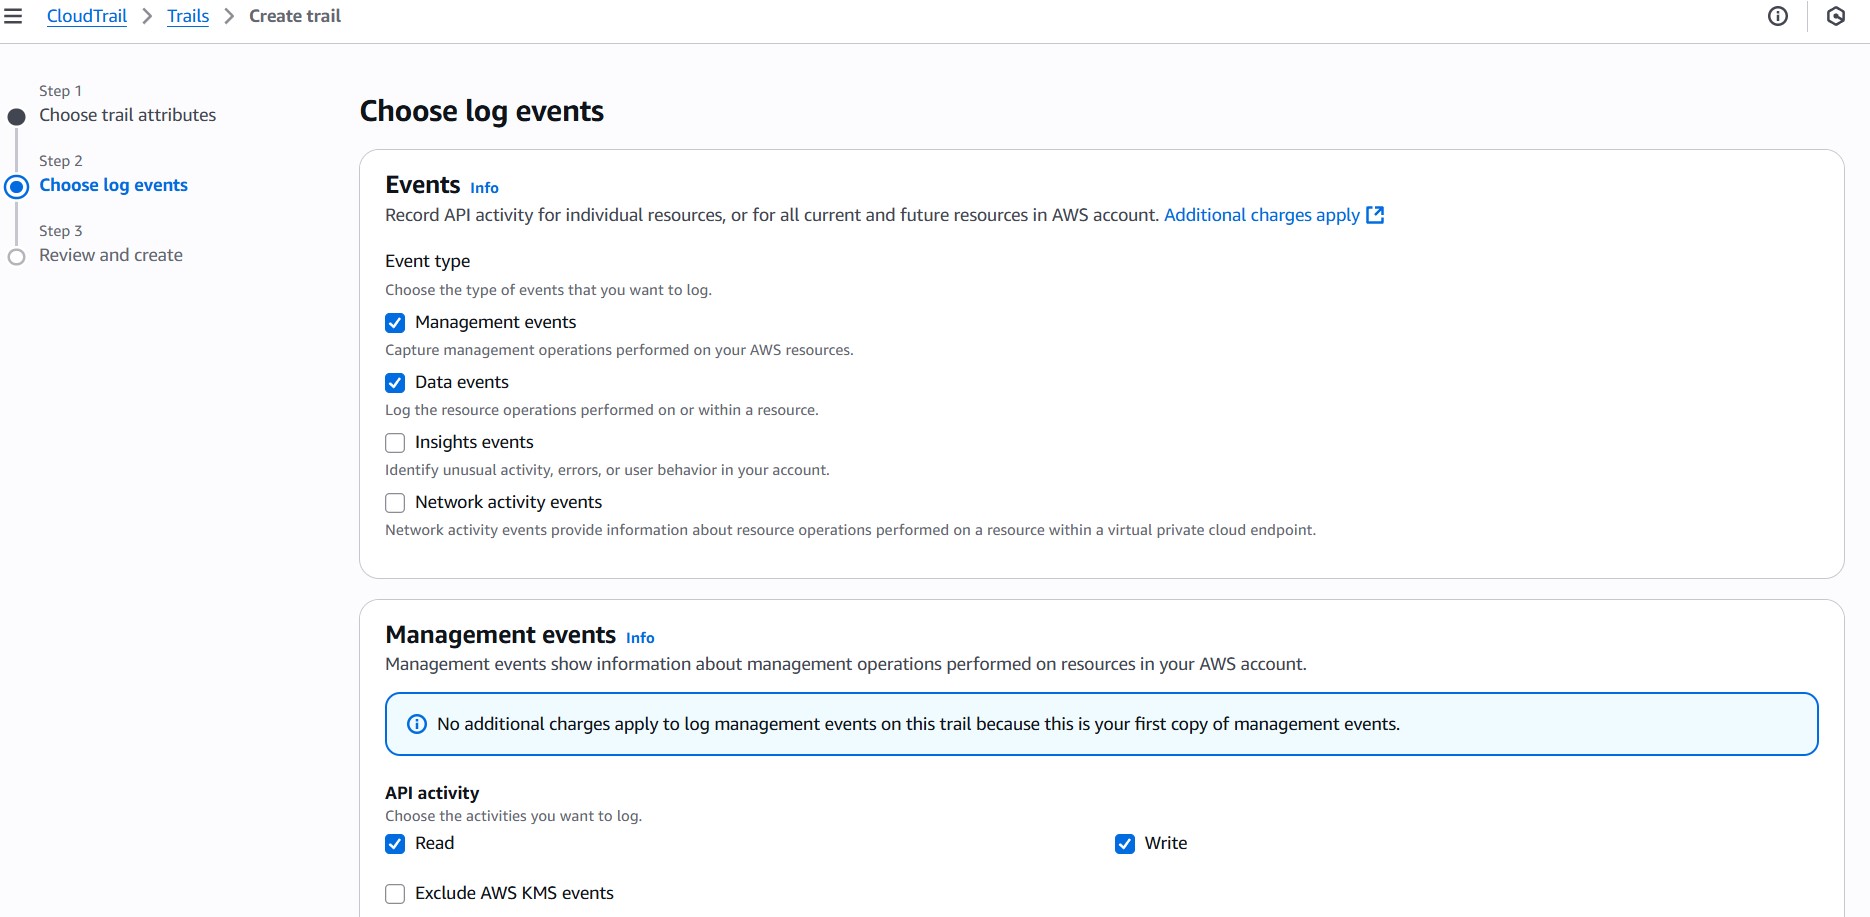 CloudTrail > Trails > Create trail
Step 1
Choose trail attributes
Step 2
Choose log events
Step 3
Review and create
Choose log events
Events Info
Record API activity for individual resources, or for all current and future resources in AWS account. Additional charges apply
Event type
Choose the type of events that you want to log.
Management events
Capture management operations performed on your AWS resources.
Data events
Log the resource operations performed on or within a resource.
Insights events
Identify unusual activity, errors, or user behavior in your account.
Network activity events
Network activity events provide information about resource operations performed on a resource within a virtual private cloud endpoint.
Management events Info
Management events show information about management operations performed on resources in your AWS account.
No additional charges apply to log management events on this trail because this is your first copy of management events.
API activity
Choose the activities you want to log.
Read Write
Exclude AWS KMS events